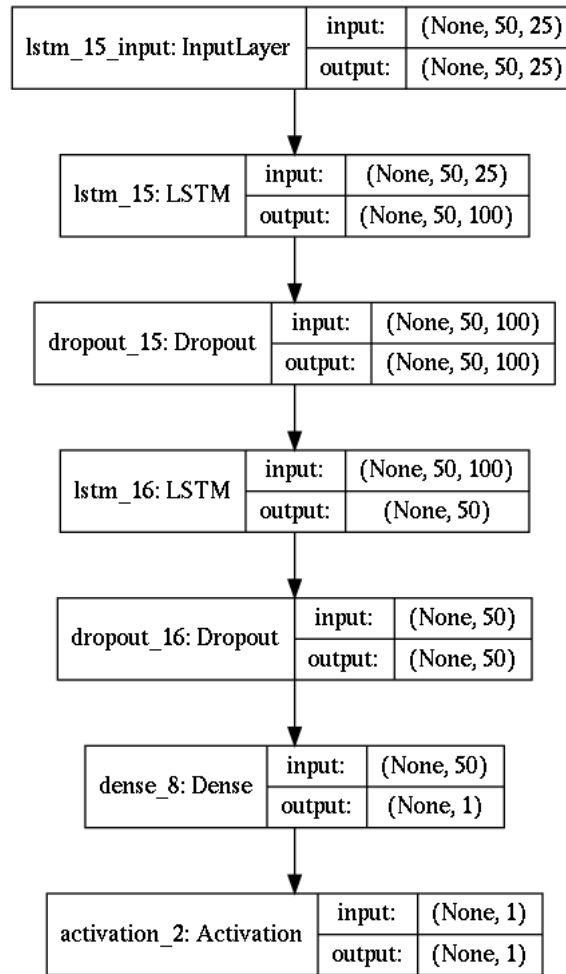 lstm_15_input: InputLayer
input:
(None, 50, 25)
output:
(None, 50, 25)
lstm_15: LSTM
input:
(None, 50, 25)
output:
(None, 50, 100)
dropout_15: Dropout
input:
(None, 50, 100)
output:
(None, 50, 100)
lstm_16: LSTM
input:
(None, 50, 100)
output:
(None, 50)
dropout_16: Dropout
input:
(None, 50)
output:
(None, 50)
dense_8: Dense
input:
(None, 50)
output:
(None, 1)
activation_2: Activation
input:
(None, 1)
output:
(None, 1)